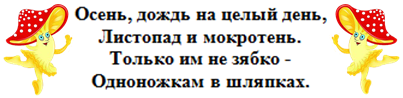 Осень, дождь на целый день,
Листопад и мокротень.
Только им не зябко -
Одноножкам в шляпках.